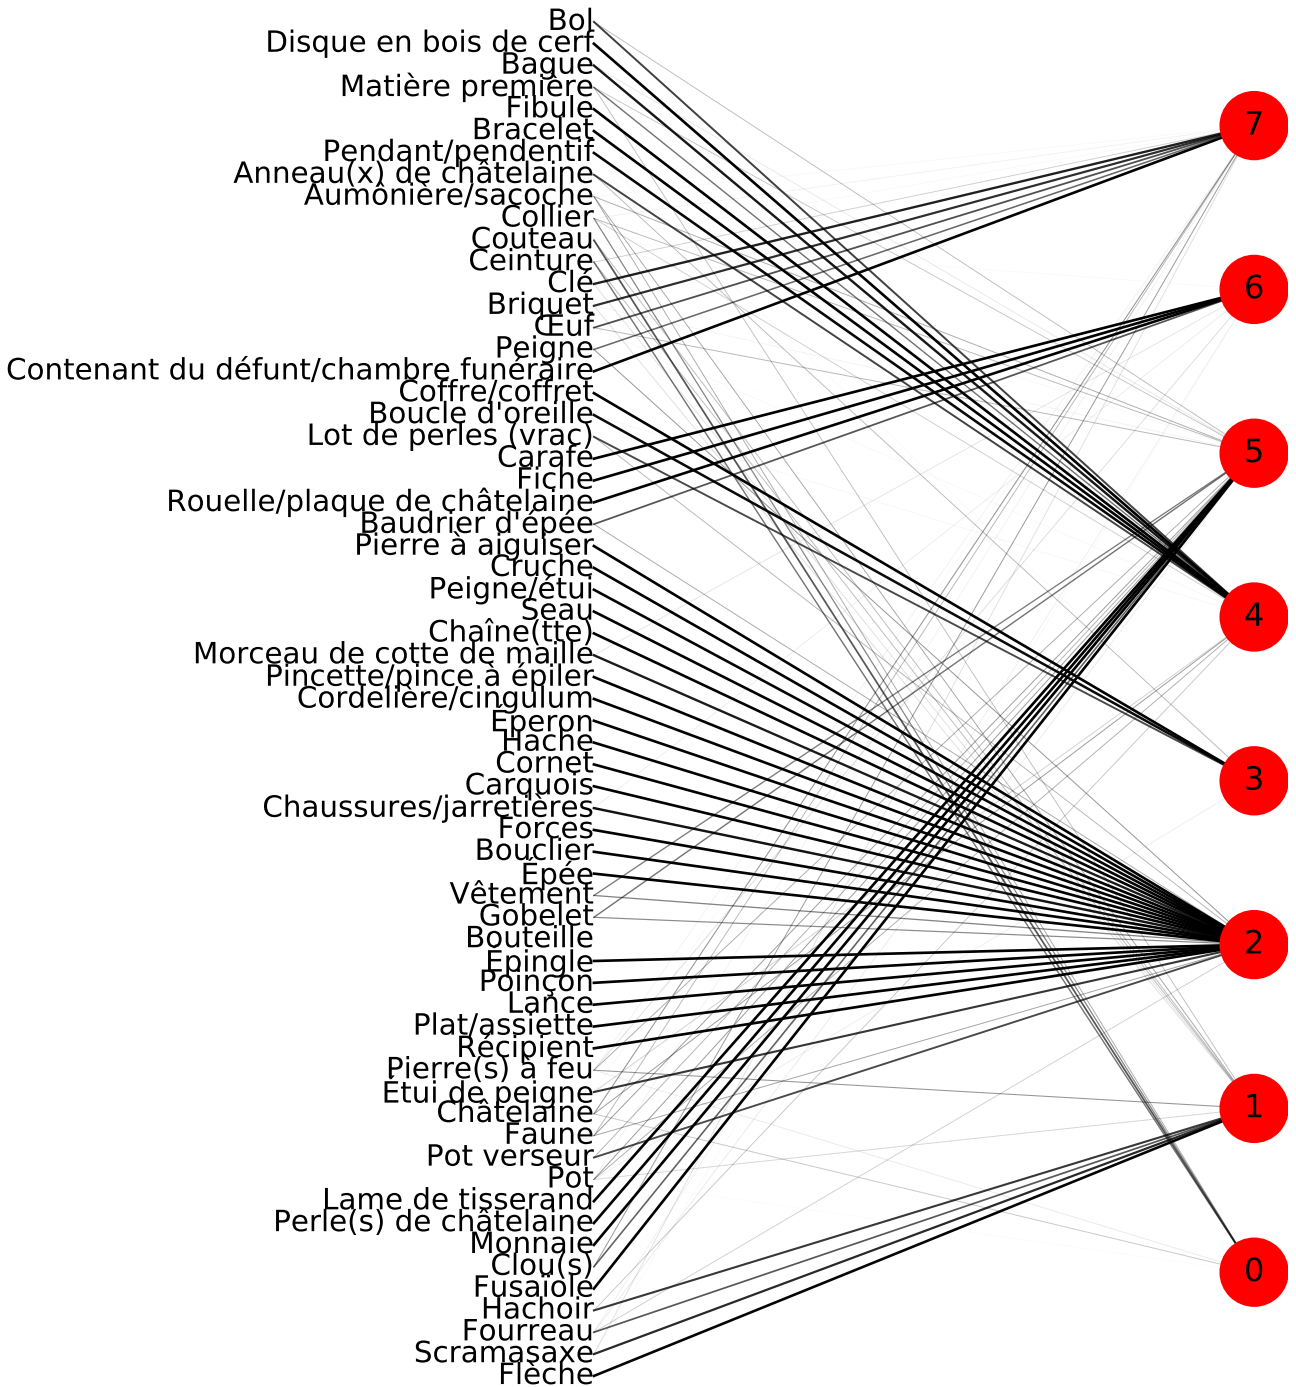 Bol
Disque en bois de cerf
Bague
Matière première
Fibule
Bracelet
Pendant/pendentif
Anneau(x) de châtelaine
Aumônière/sacoche
Collier
Couteau
Ceinture
Clé
Briquet
Œuf
Peigne
Contenant du défunt/chambre funéraire
Coffre/coffret
Boucle d'oreille
Lot de perles (vrac)
Carafe
Fiche
Rouelle/plaque de châtelaine
Baudrier d'épée
Pierre à aiguiser
Cruche
Peigne/étui
Seau
Chaîne(tte)
Morceau de cotte de maille
Pincette/pince à épiler
Cordelière/cingulum
Éperon
Hache
Cornet
Carquois
Chaussures/jarretières
Forces
Bouclier
Épée
Vêtement
Gobelet
Bouteille
Épingle
Poinçon
Lance
Plat/assiette
Récipient
Pierre(s) à feu
Étui de peigne
Châtelaine
Faune
Pot verseur
Pot
Lame de tisserand
Perle(s) de châtelaine
Monnaie
Clou(s)
Fusaïole
Hachoir
Fourreau
Scramasaxe
Flèche
7
6
5
4
3
2
1
0